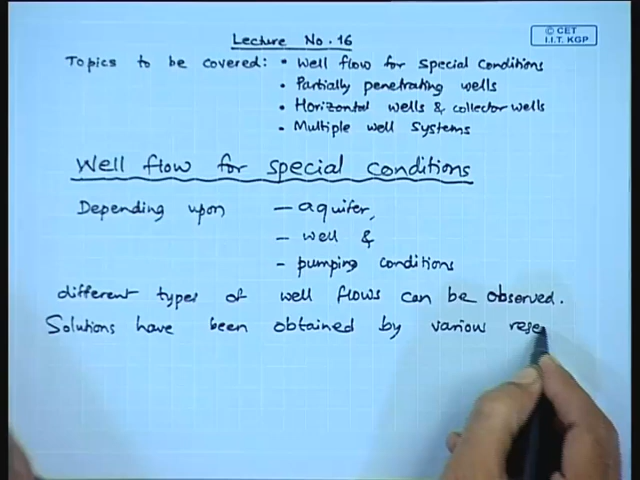 © CET
I.I.T. KGP
Lecture No. 16
Topics to be covered: • Well flow for special conditions
• Partially penetrating wells
• Horizontal wells & collector wells
• Multiple well systems
Well flow for special conditions
Depending upon — aquifer,
— well &
- pumping conditions
different types of well flows can be observed.
Solutions have been obtained by various rese